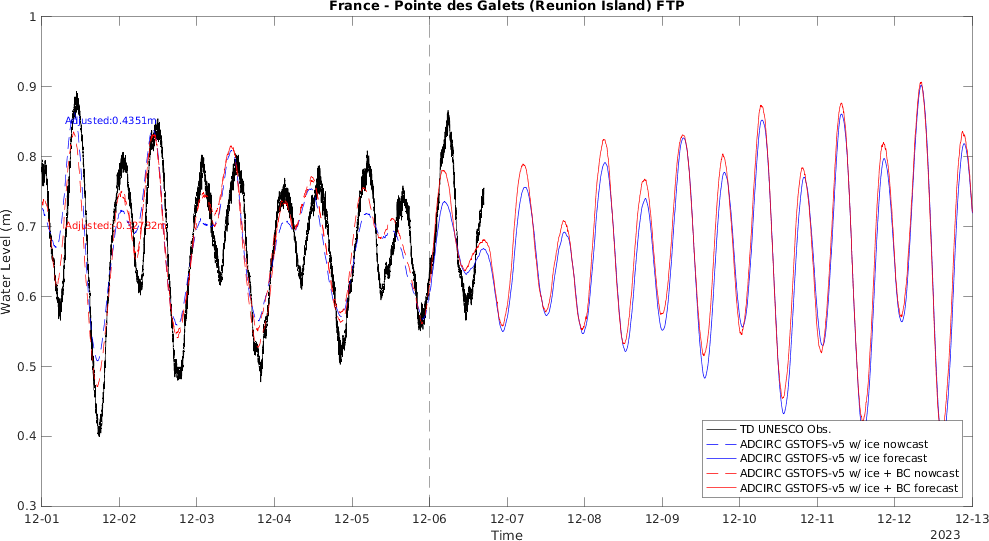 France - Pointe des Galets (Reunion Island) FTP
1
0.9
0.8
0.7
0.6
0.5
0.4
0.3
Water Level (m)
Adjusted:0.4351m
12-01
12-02
12-03
12-04
12-05
12-06
12-07
12-08
12-09
12-10
12-11
12-12
12-13
2023
Time
TD UNESCO Obs.
ADCIRC GSTOFS-v5 w/ ice nowcast
ADCIRC GSTOFS-v5 w/ ice forecast
ADCIRC GSTOFS-v5 w/ ice + BC nowcast
ADCIRC GSTOFS-v5 w/ ice + BC forecast